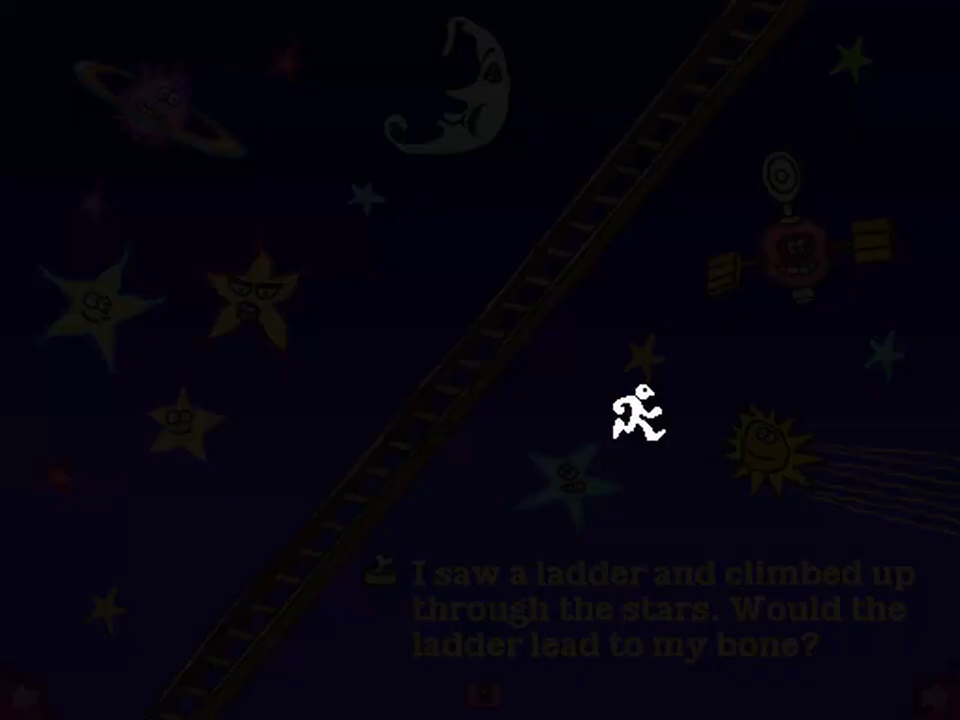 I saw a ladder and climbed up
through the stars. Would the
ladder lead to my bone?